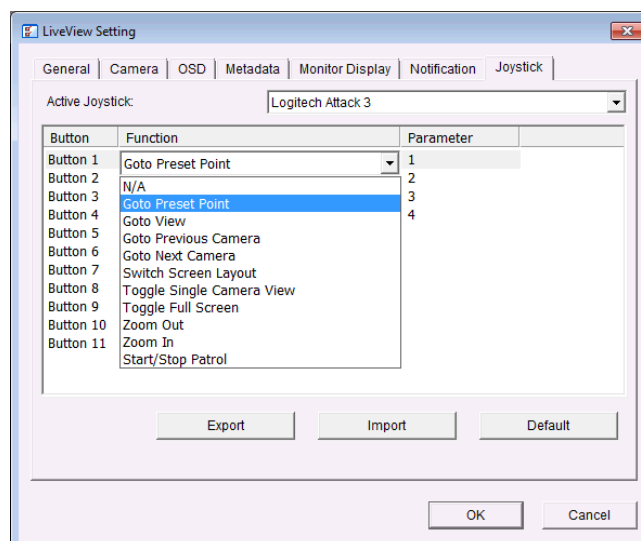 LiveView Setting
General Camera OSD Metadata Monitor Display Notification Joystick
Active Joystick: Logitech Attack 3
Button Function Parameter
Button 1 Goto Preset Point 1
Button 2 N/A 2
Button 3 Goto Preset Point 3
Button 4 Goto View 4
Button 5 Goto Previous Camera
Button 6 Goto Next Camera
Button 7 Switch Screen Layout
Button 8 Toggle Single Camera View
Button 9 Toggle Full Screen
Button 10 Zoom Out
Button 11 Zoom In
Start/Stop Patrol
Export Import Default
OK Cancel